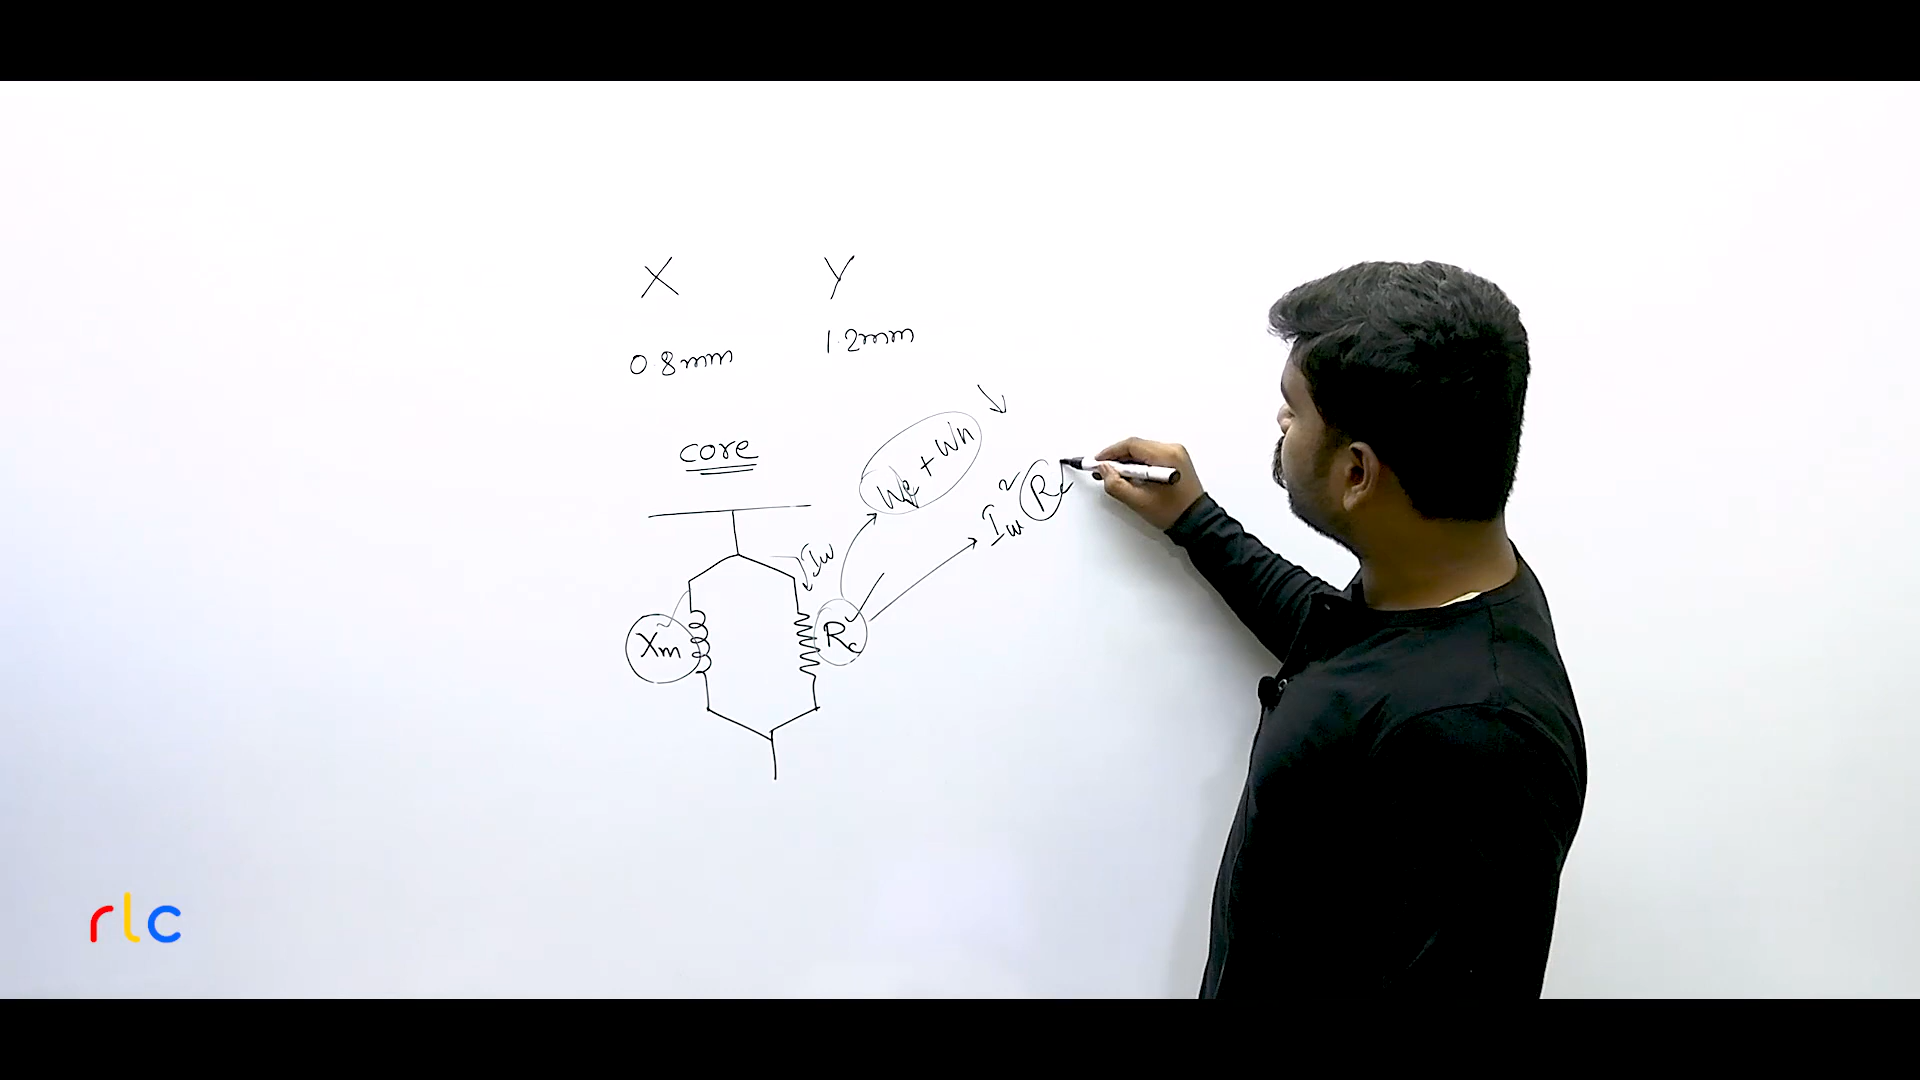 X Y
0.8mm 1.2mm
core
We + Wh
Iw² Rc
Iw
Xm Rc
rlc